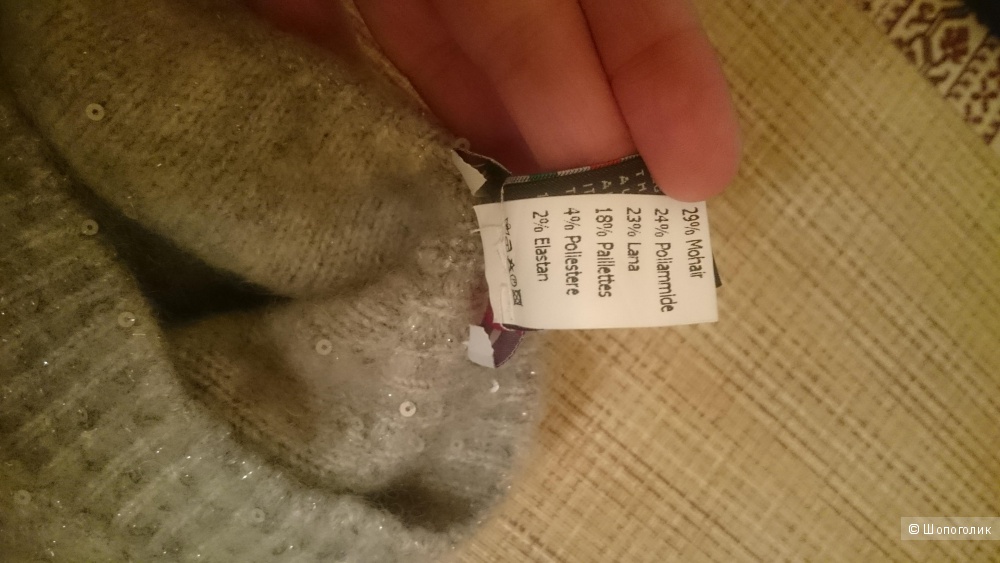 29% Mohair
24% Poliammide
23% Lana
18% Paillettes
4% Poliestere
2% Elastan
© Шопоголик